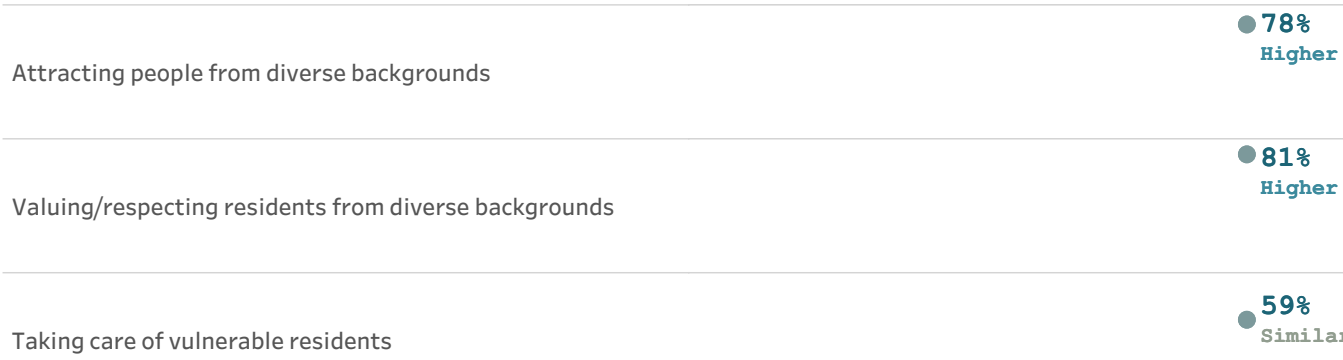 78%
Higher
Attracting people from diverse backgrounds
81%
Higher
Valuing/respecting residents from diverse backgrounds
59%
Similar
Taking care of vulnerable residents